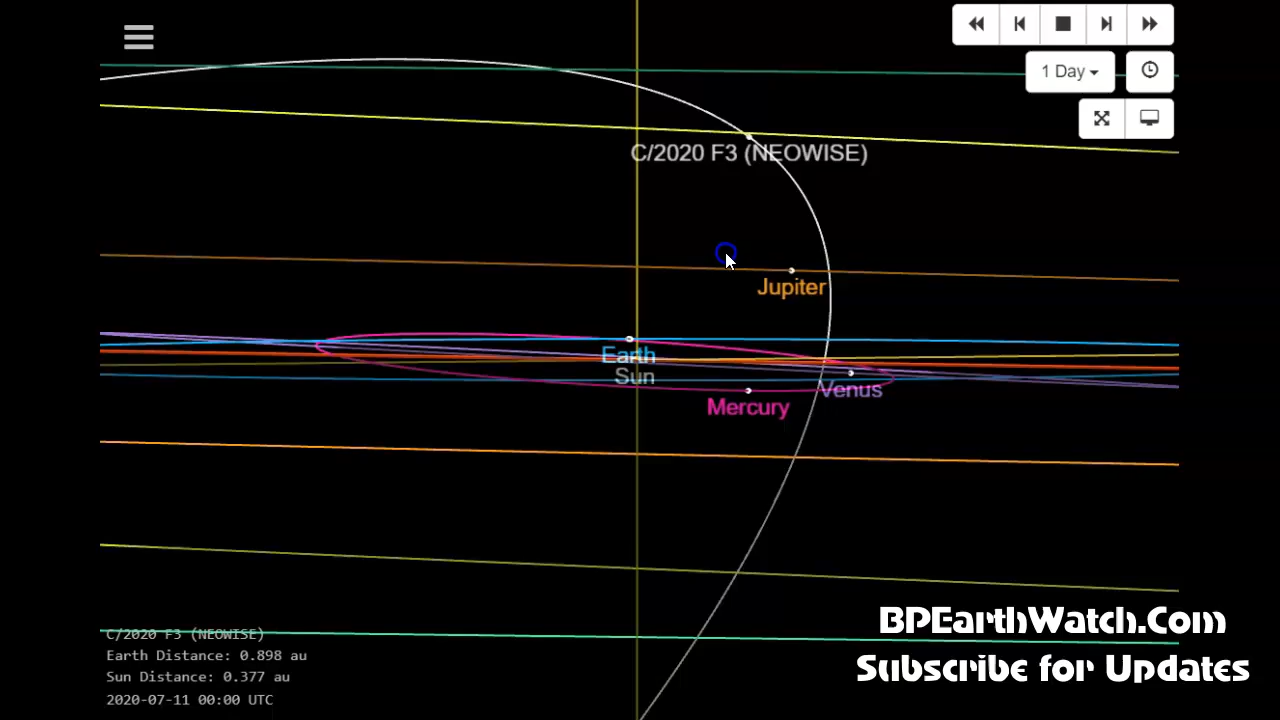 1 Day
C/2020 F3 (NEOWISE)
Jupiter
Earth
Sun
Venus
Mercury
C/2020 F3 (NEOWISE)
Earth Distance: 0.898 au
Sun Distance: 0.377 au
2020-07-11 00:00 UTC
BPEarthWatch.Com
Subscribe for Updates